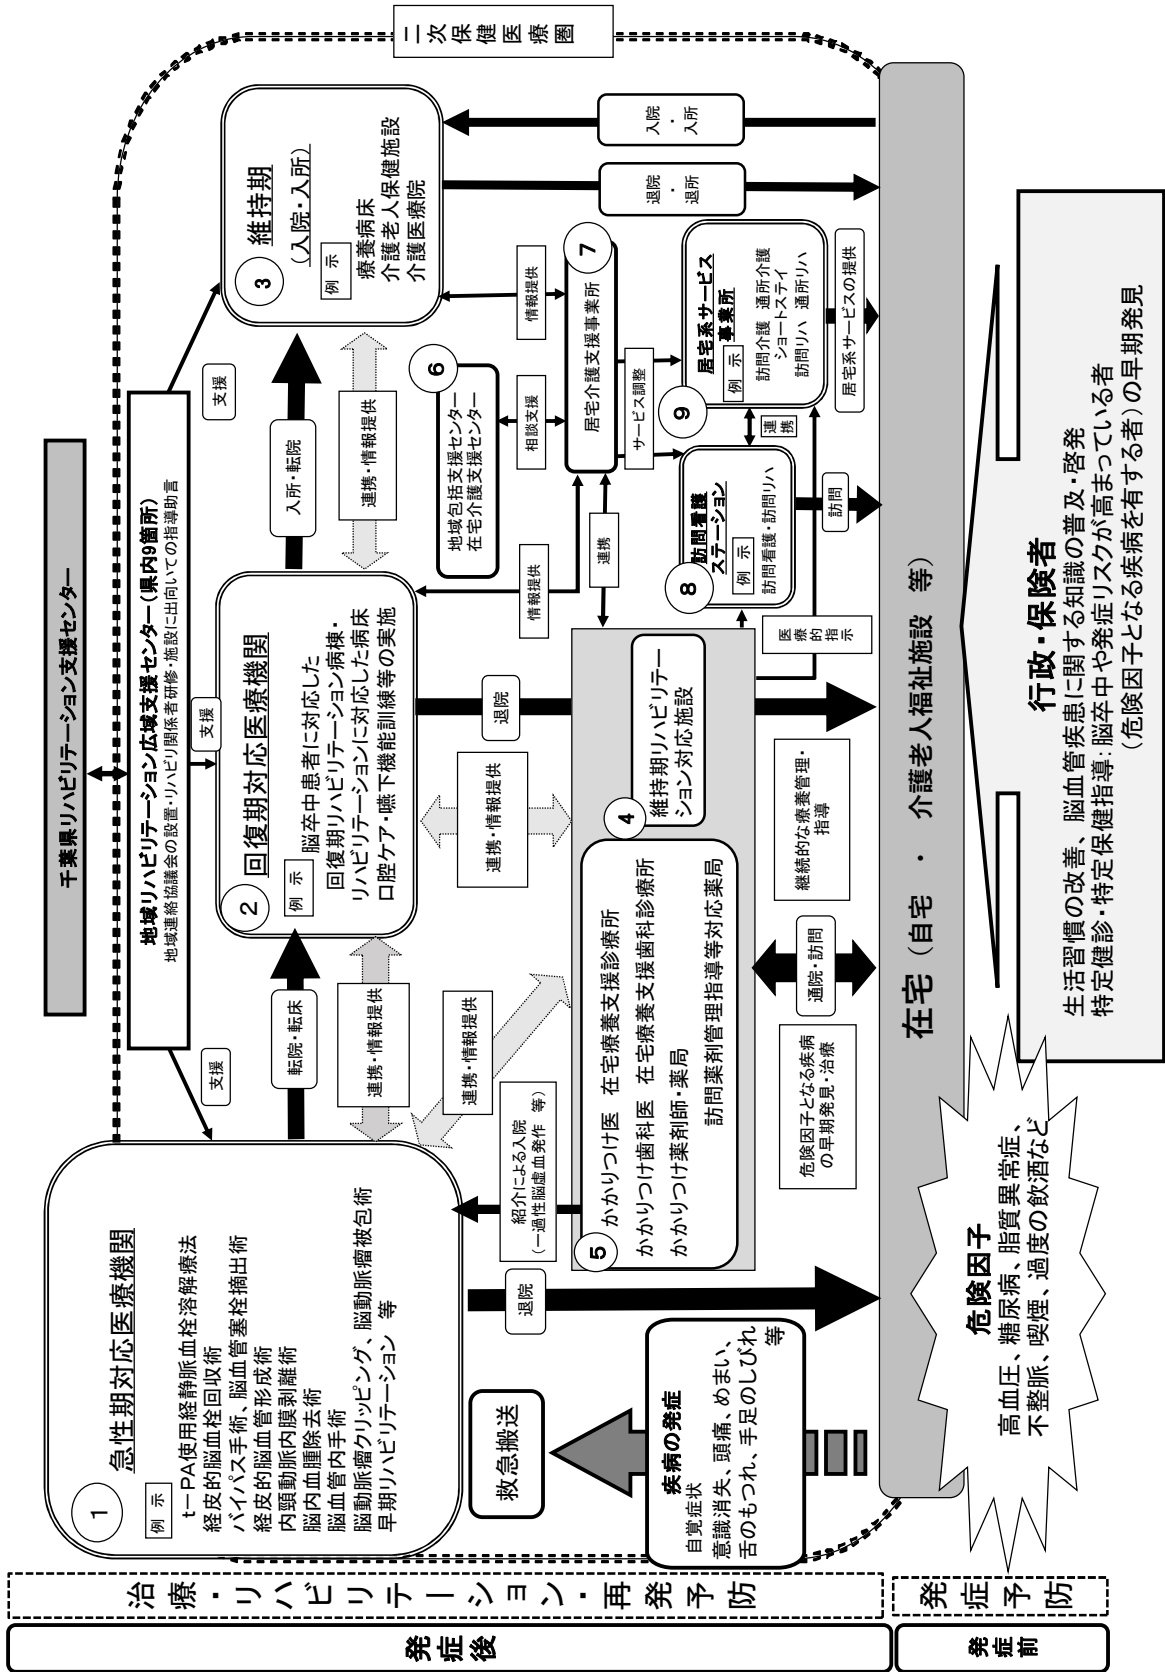 千葉県リハビリテーション支援センター
地域リハビリテーション広域支援センター（県内9箇所）
地域連絡協議会の設置・リハビリ関係者研修・施設に出向いての指導助言
二次保健医療圏
支援
支援
支援
発症後
治療・リハビリテーション・再発予防
1
急性期対応医療機関
例 示
t－PA使用経静脈血栓溶解療法
経皮的脳血栓回収術
バイパス手術、脳血管塞栓摘出術
経皮的脳血管形成術
内頸動脈内膜剥離術
脳内血腫除去術
脳血管内手術
脳動脈瘤クリッピング、脳動脈瘤被包術
早期リハビリテーション　等
転院・転床
連携・情報提供
2
回復期対応医療機関
例 示
脳卒中患者に対応した
回復期リハビリテーション病棟・
リハビリテーションに対応した病床
口腔ケア・嚥下機能訓練等の実施
入所・転院
連携・情報提供
3
維持期
（入院・入所）
例 示
療養病床
介護老人保健施設
介護医療院
連携・情報提供
紹介による入院
（一過性脳虚血発作　等）
連携・情報提供
退院
退院
救急搬送
疾病の発症
自覚症状
意識消失、頭痛、めまい、
舌のもつれ、手足のしびれ
等
4
維持期リハビリテー
ション対応施設
5
かかりつけ医　在宅療養支援診療所
かかりつけ歯科医　在宅療養支援歯科診療所
かかりつけ薬剤師・薬局
訪問薬剤管理指導等対応薬局
6
地域包括支援センター
在宅介護支援センター
情報提供
相談支援
情報提供
連携
7
居宅介護支援事業所
サービス調整
8
訪問看護
ステーション
例 示
訪問看護・訪問リハ
連
携
9
居宅系サービス
事業所
例 示
訪問介護　通所介護
ショートステイ
訪問リハ　通所リハ
医療
的指示
訪問
居宅系サービスの提供
退院
・
退所
入院
・
入所
危険因子となる疾病
の早期発見・治療
通院・訪問
継続的な療養管理・
指導
在宅（自宅　・　介護老人福祉施設　等）
発症前
発症予防
危険因子
高血圧、糖尿病、脂質異常症、
不整脈、喫煙、過度の飲酒など
行政・保険者
生活習慣の改善、脳血管疾患に関する知識の普及・啓発
特定健診・特定保健指導：脳卒中や発症リスクが高まっている者
（危険因子となる疾病を有する者）の早期発見